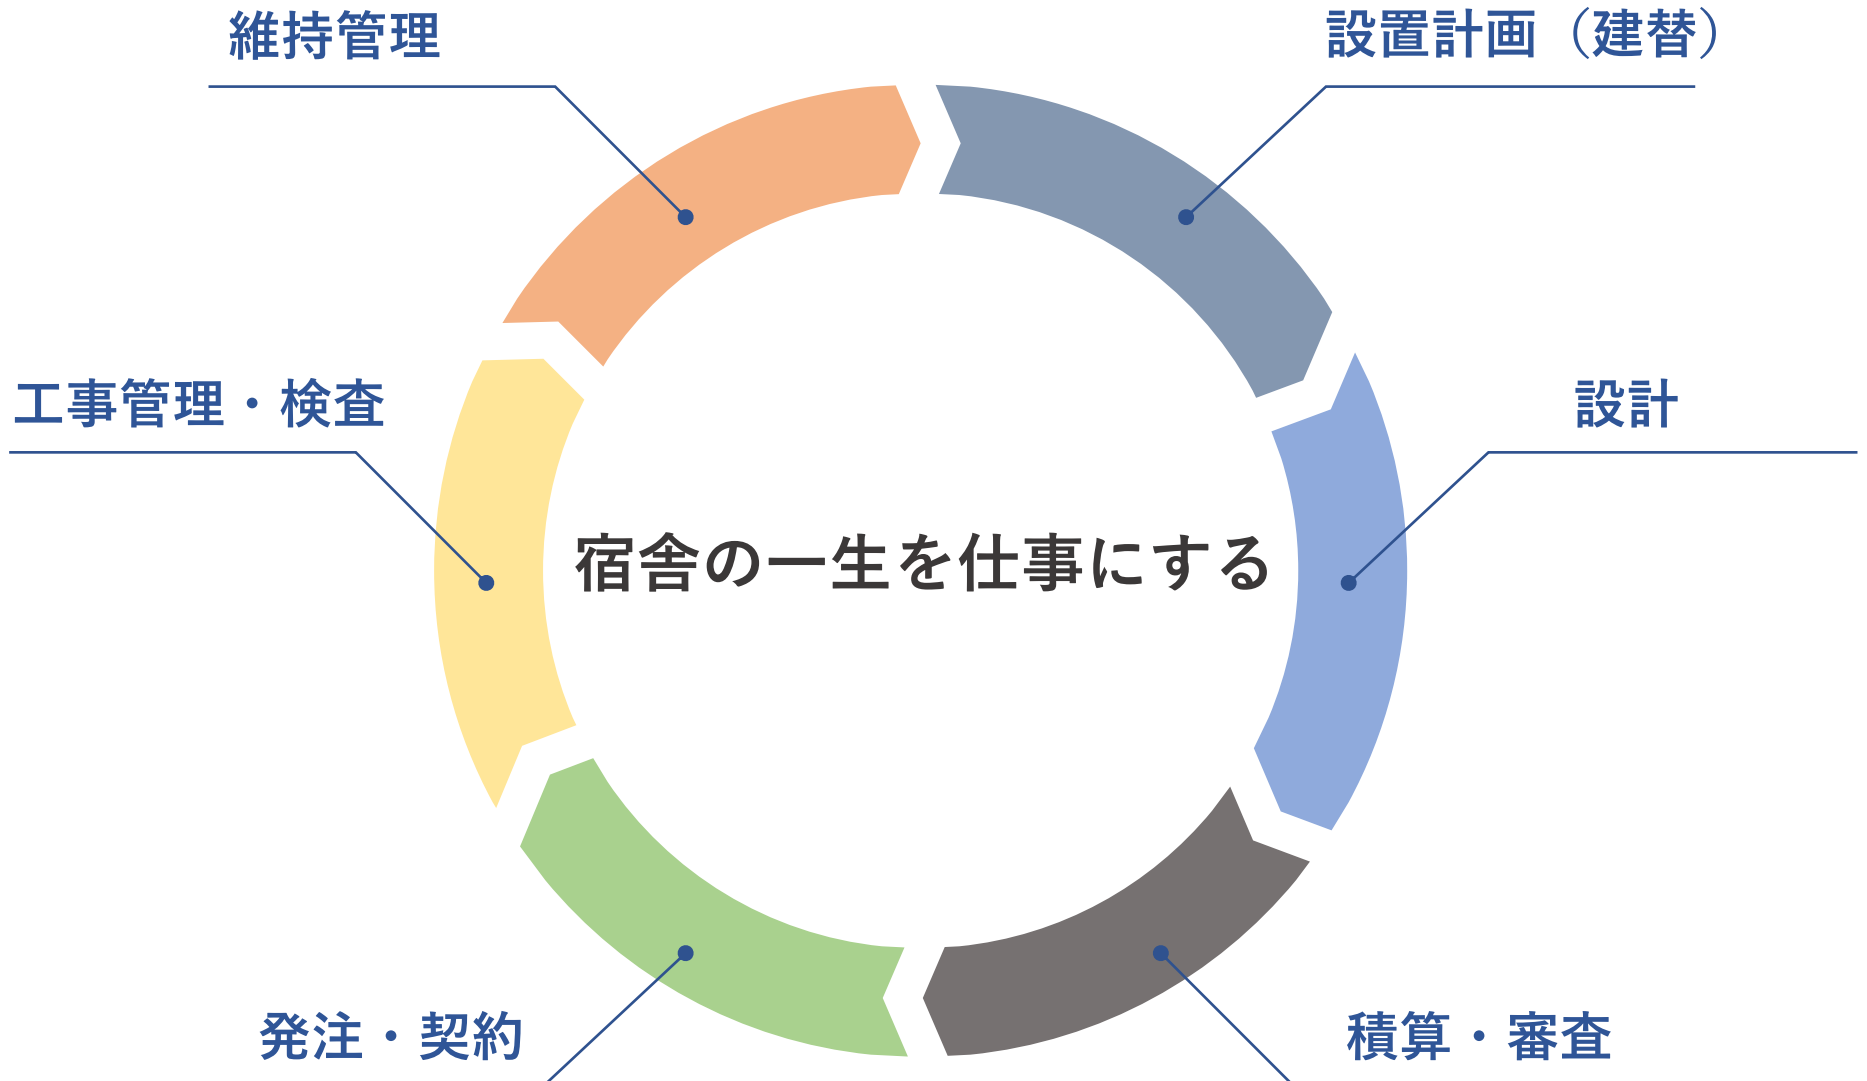 維持管理
設置計画（建替）
工事管理・検査
設計
宿舎の一生を仕事にする
発注・契約
積算・審査